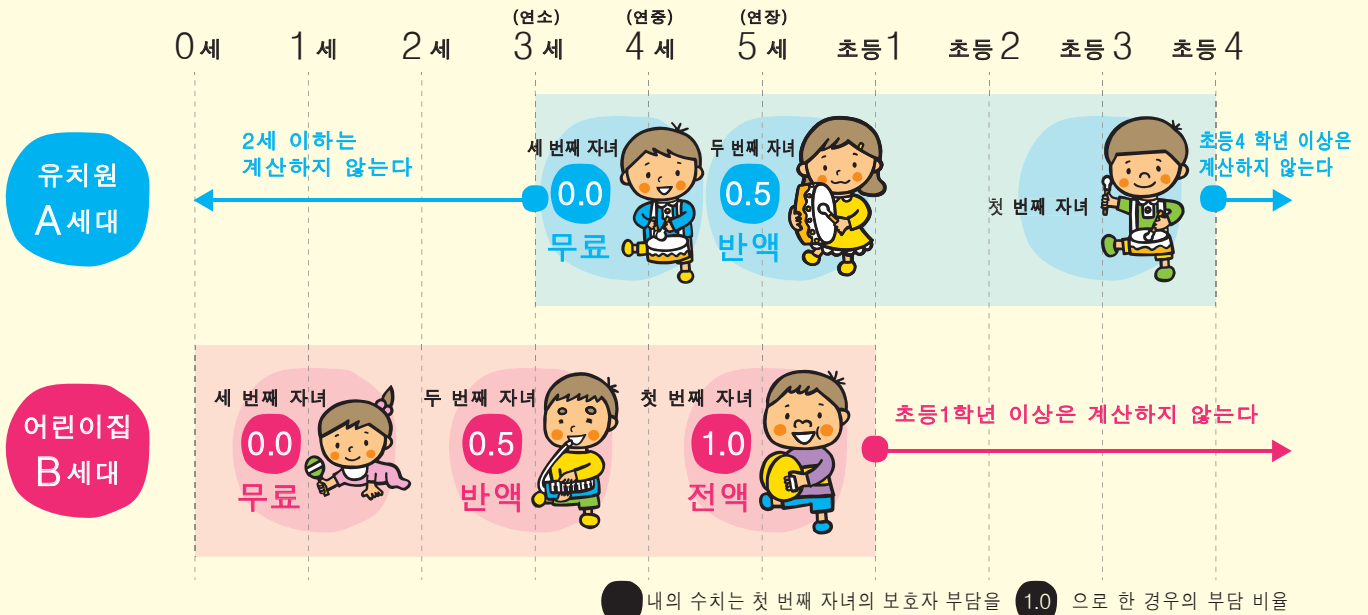 (연소) (연중) (연장)
0 세 1 세 2 세 3 세 4 세 5 세 초등 1 초등 2 초등 3 초등 4
유치원
A 세대
2세 이하는
계산하지 않는다
세 번째 자녀
0.0
무료
두 번째 자녀
0.5
반액
첫 번째 자녀
초등4 학년 이상은
계산하지 않는다
어린이집
B 세대
세 번째 자녀
0.0
무료
두 번째 자녀
0.5
반액
첫 번째 자녀
1.0
전액
초등1학년 이상은 계산하지 않는다
내의 수치는 첫 번째 자녀의 보호자 부담을 1.0 으로 한 경우의 부담 비율